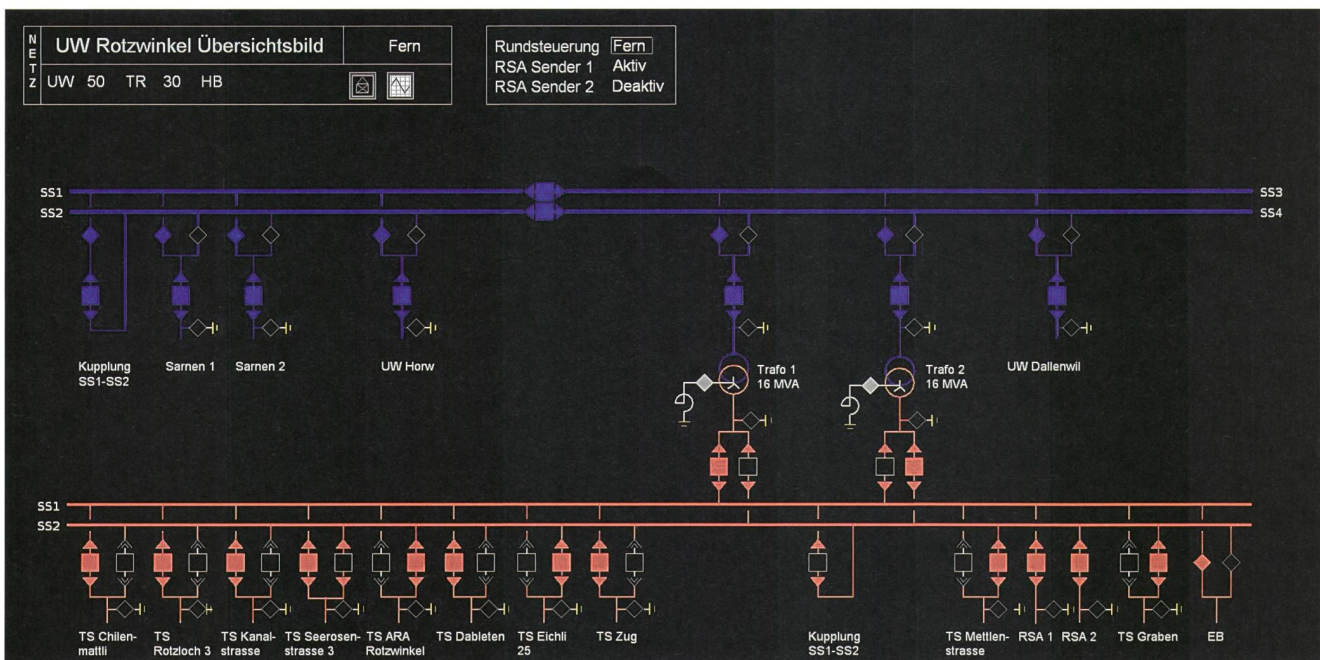 NETZ
UW Rotzwinkel Übersichtsbild
Fern
UW 50 TR 30 HB
Rundsteuerung Fern
RSA Sender 1 Aktiv
RSA Sender 2 Deaktiv
SS1
SS3
SS2
SS4
Kupplung
SS1-SS2
Sarnen 1
Sarnen 2
UW Horw
Trafo 1
16 MVA
Trafo 2
16 MVA
UW Dallenwil
SS1
SS2
TS Chilen-
mattli
TS
Rotzloch 3
TS Kanal-
strasse
TS Seerosen-
strasse 3
TS ARA
Rotzwinkel
TS Dableten
TS Eichli
25
TS Zug
Kupplung
SS1-SS2
TS Mettlen-
strasse
RSA 1
RSA 2
TS Graben
EB